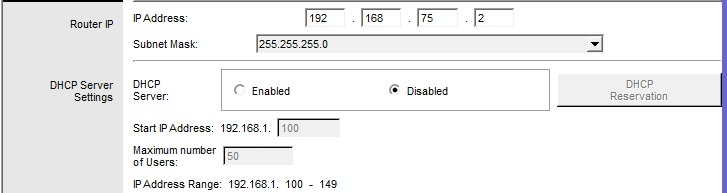 Router IP
IP Address: 192 . 168 . 75 . 2
Subnet Mask: 255.255.255.0
DHCP Server Settings
DHCP Server: Enabled Disabled
DHCP Reservation
Start IP Address: 192.168.1. 100
Maximum number of Users: 50
IP Address Range: 192.168.1. 100 - 149